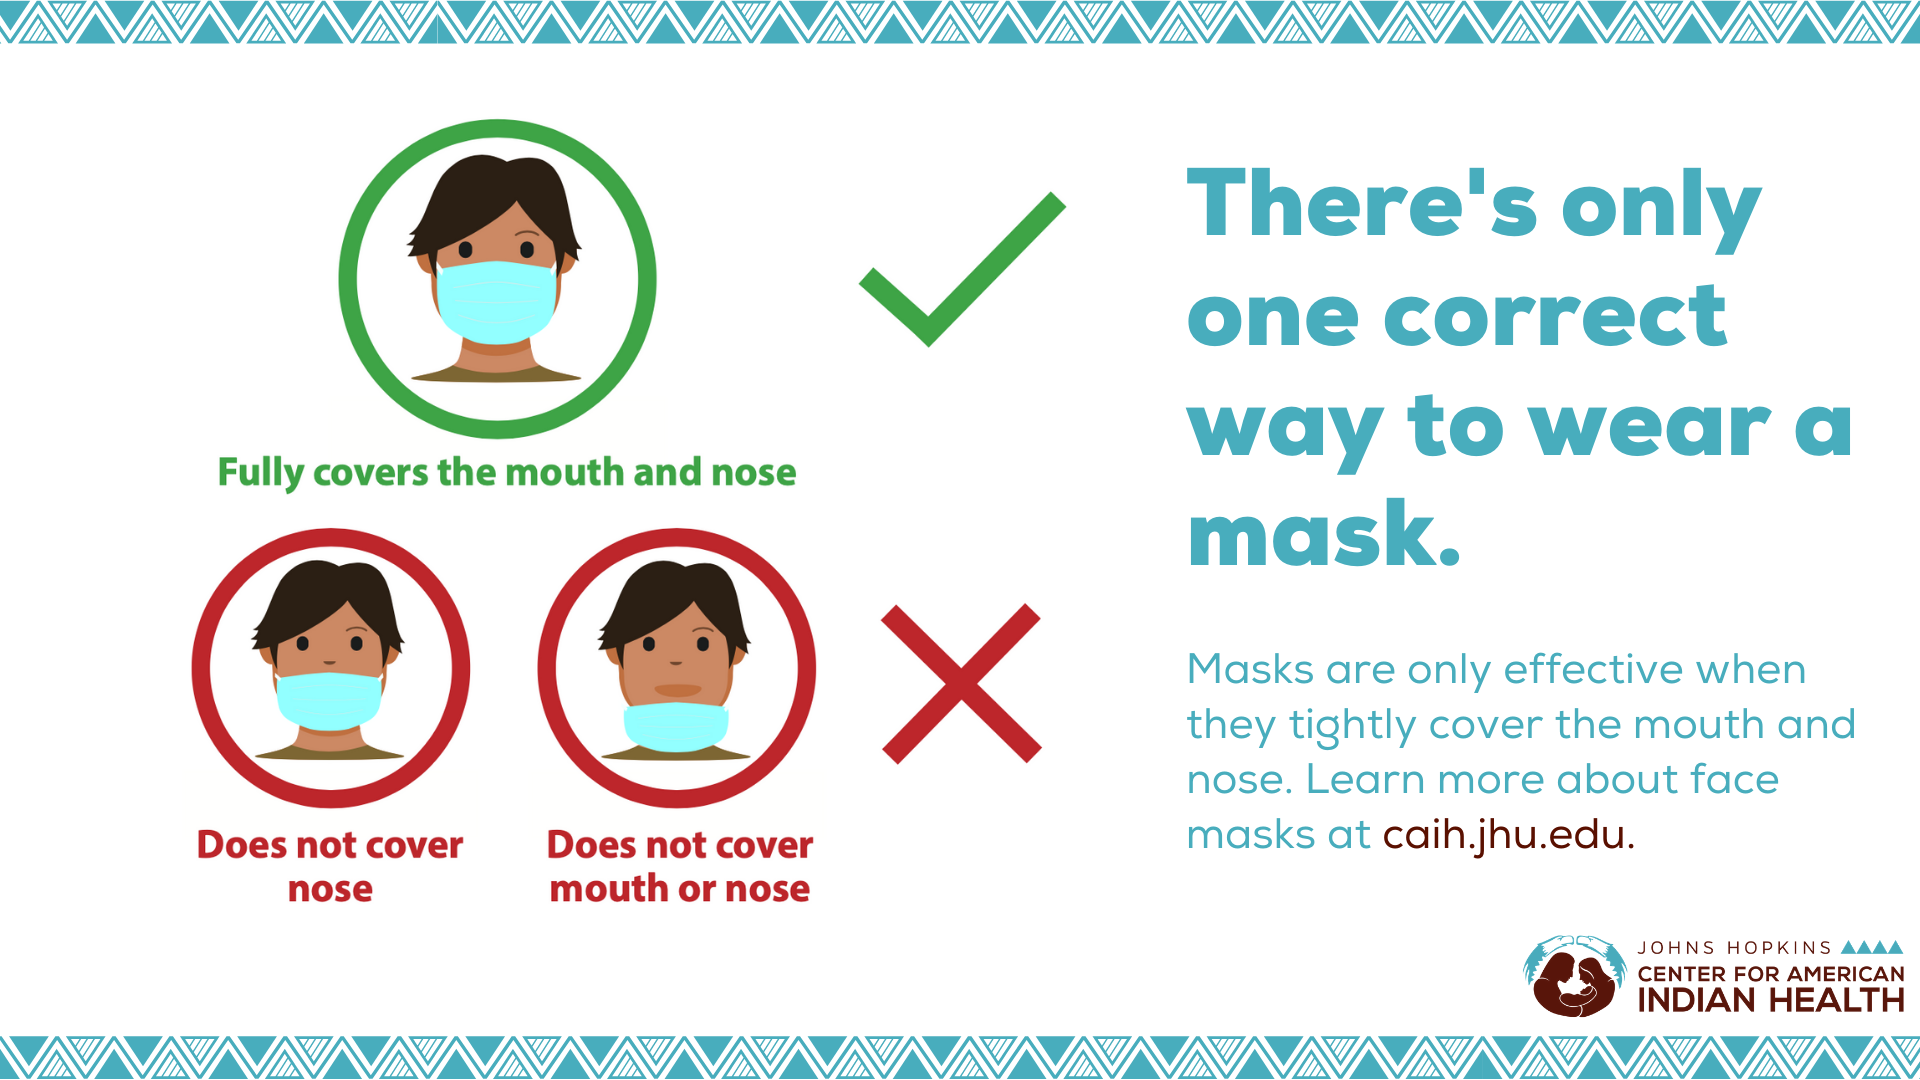 Fully covers the mouth and nose
Does not cover
nose
Does not cover
mouth or nose
There's only
one correct
way to wear a
mask.
Masks are only effective when
they tightly cover the mouth and
nose. Learn more about face
masks at caih.jhu.edu.
JOHNS HOPKINS
CENTER FOR AMERICAN
INDIAN HEALTH